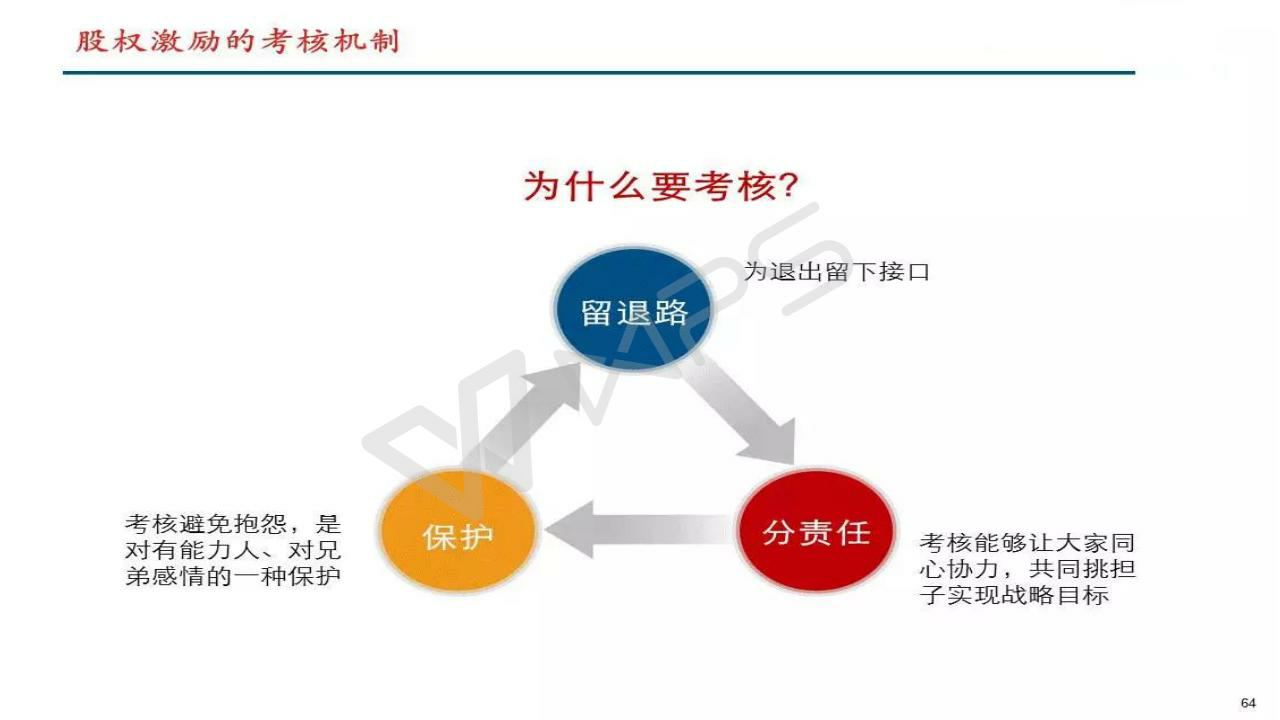 股权激励的考核机制
为什么要考核?
留退路
为退出留下接口
保护
分责任
考核避免抱怨，是
对有能力人、对兄
弟感情的一种保护
考核能够让大家同
心协力，共同挑担
子实现战略目标
WPS
64